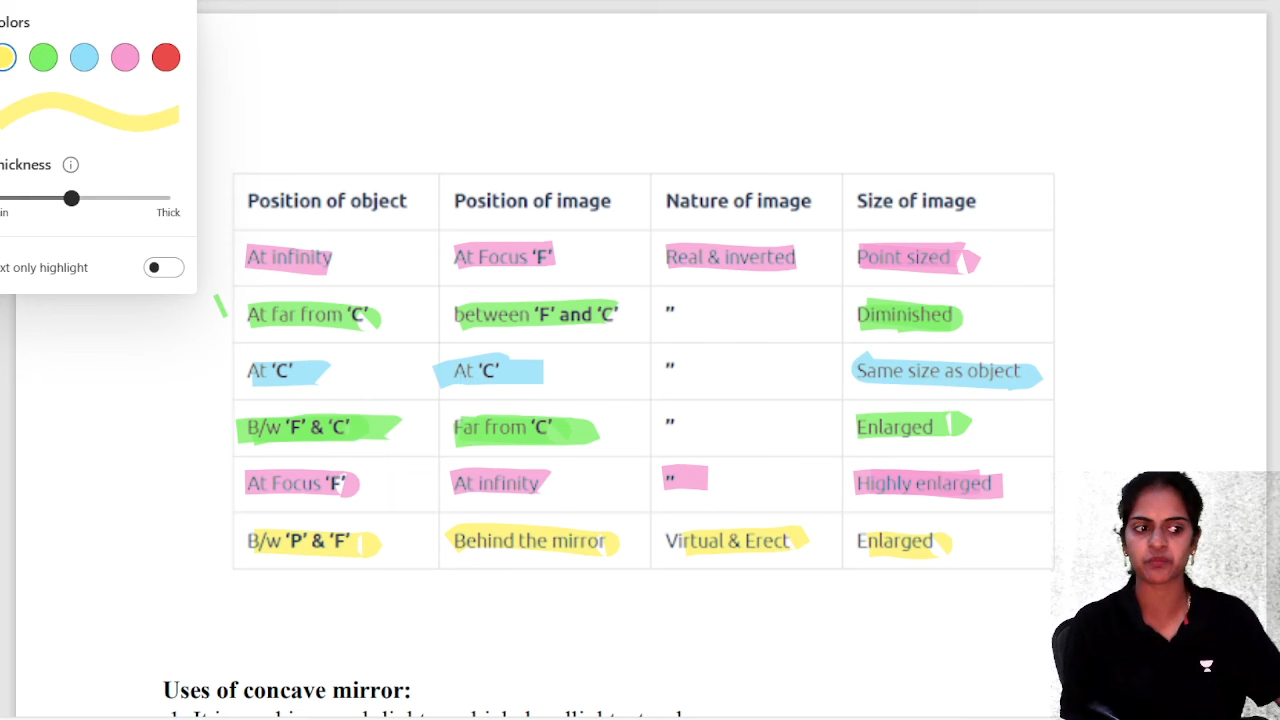 olors
hickness
in Thick
xt only highlight
Position of object Position of image Nature of image Size of image
At infinity At Focus ‘F’ Real & inverted Point sized
At far from ‘C’ between ‘F’ and ‘C’ ” Diminished
At ‘C’ At ‘C’ ” Same size as object
B/w ‘F’ & ‘C’ Far from ‘C’ ” Enlarged
At Focus ‘F’ At infinity ” Highly enlarged
B/w ‘P’ & ‘F’ Behind the mirror Virtual & Erect Enlarged
Uses of concave mirror: